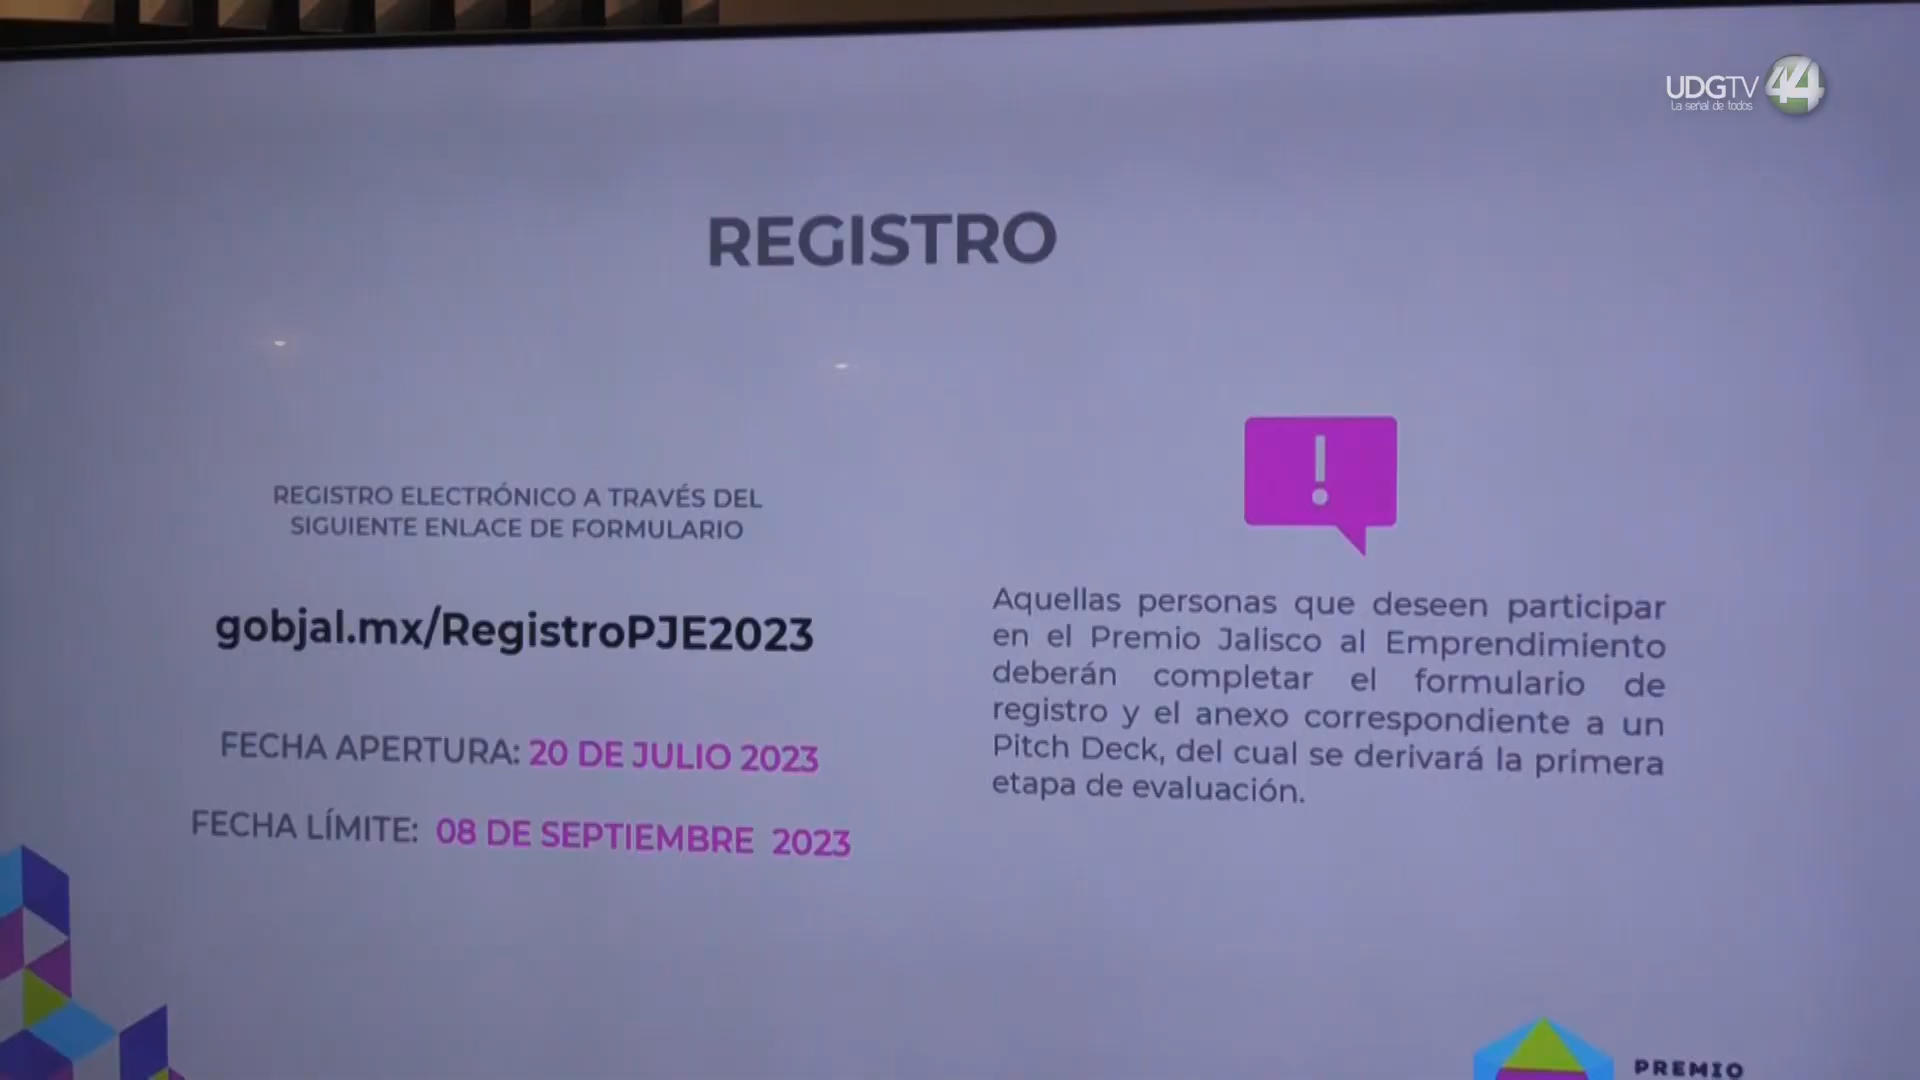 UDGTV 44
La señal de todos
REGISTRO
REGISTRO ELECTRÓNICO A TRAVÉS DEL
SIGUIENTE ENLACE DE FORMULARIO
gobjal.mx/RegistroPJE2023
FECHA APERTURA: 20 DE JULIO 2023
FECHA LÍMITE: 08 DE SEPTIEMBRE 2023
!
Aquellas personas que deseen participar
en el Premio Jalisco al Emprendimiento
deberán completar el formulario de
registro y el anexo correspondiente a un
Pitch Deck, del cual se derivará la primera
etapa de evaluación.
PREMIO